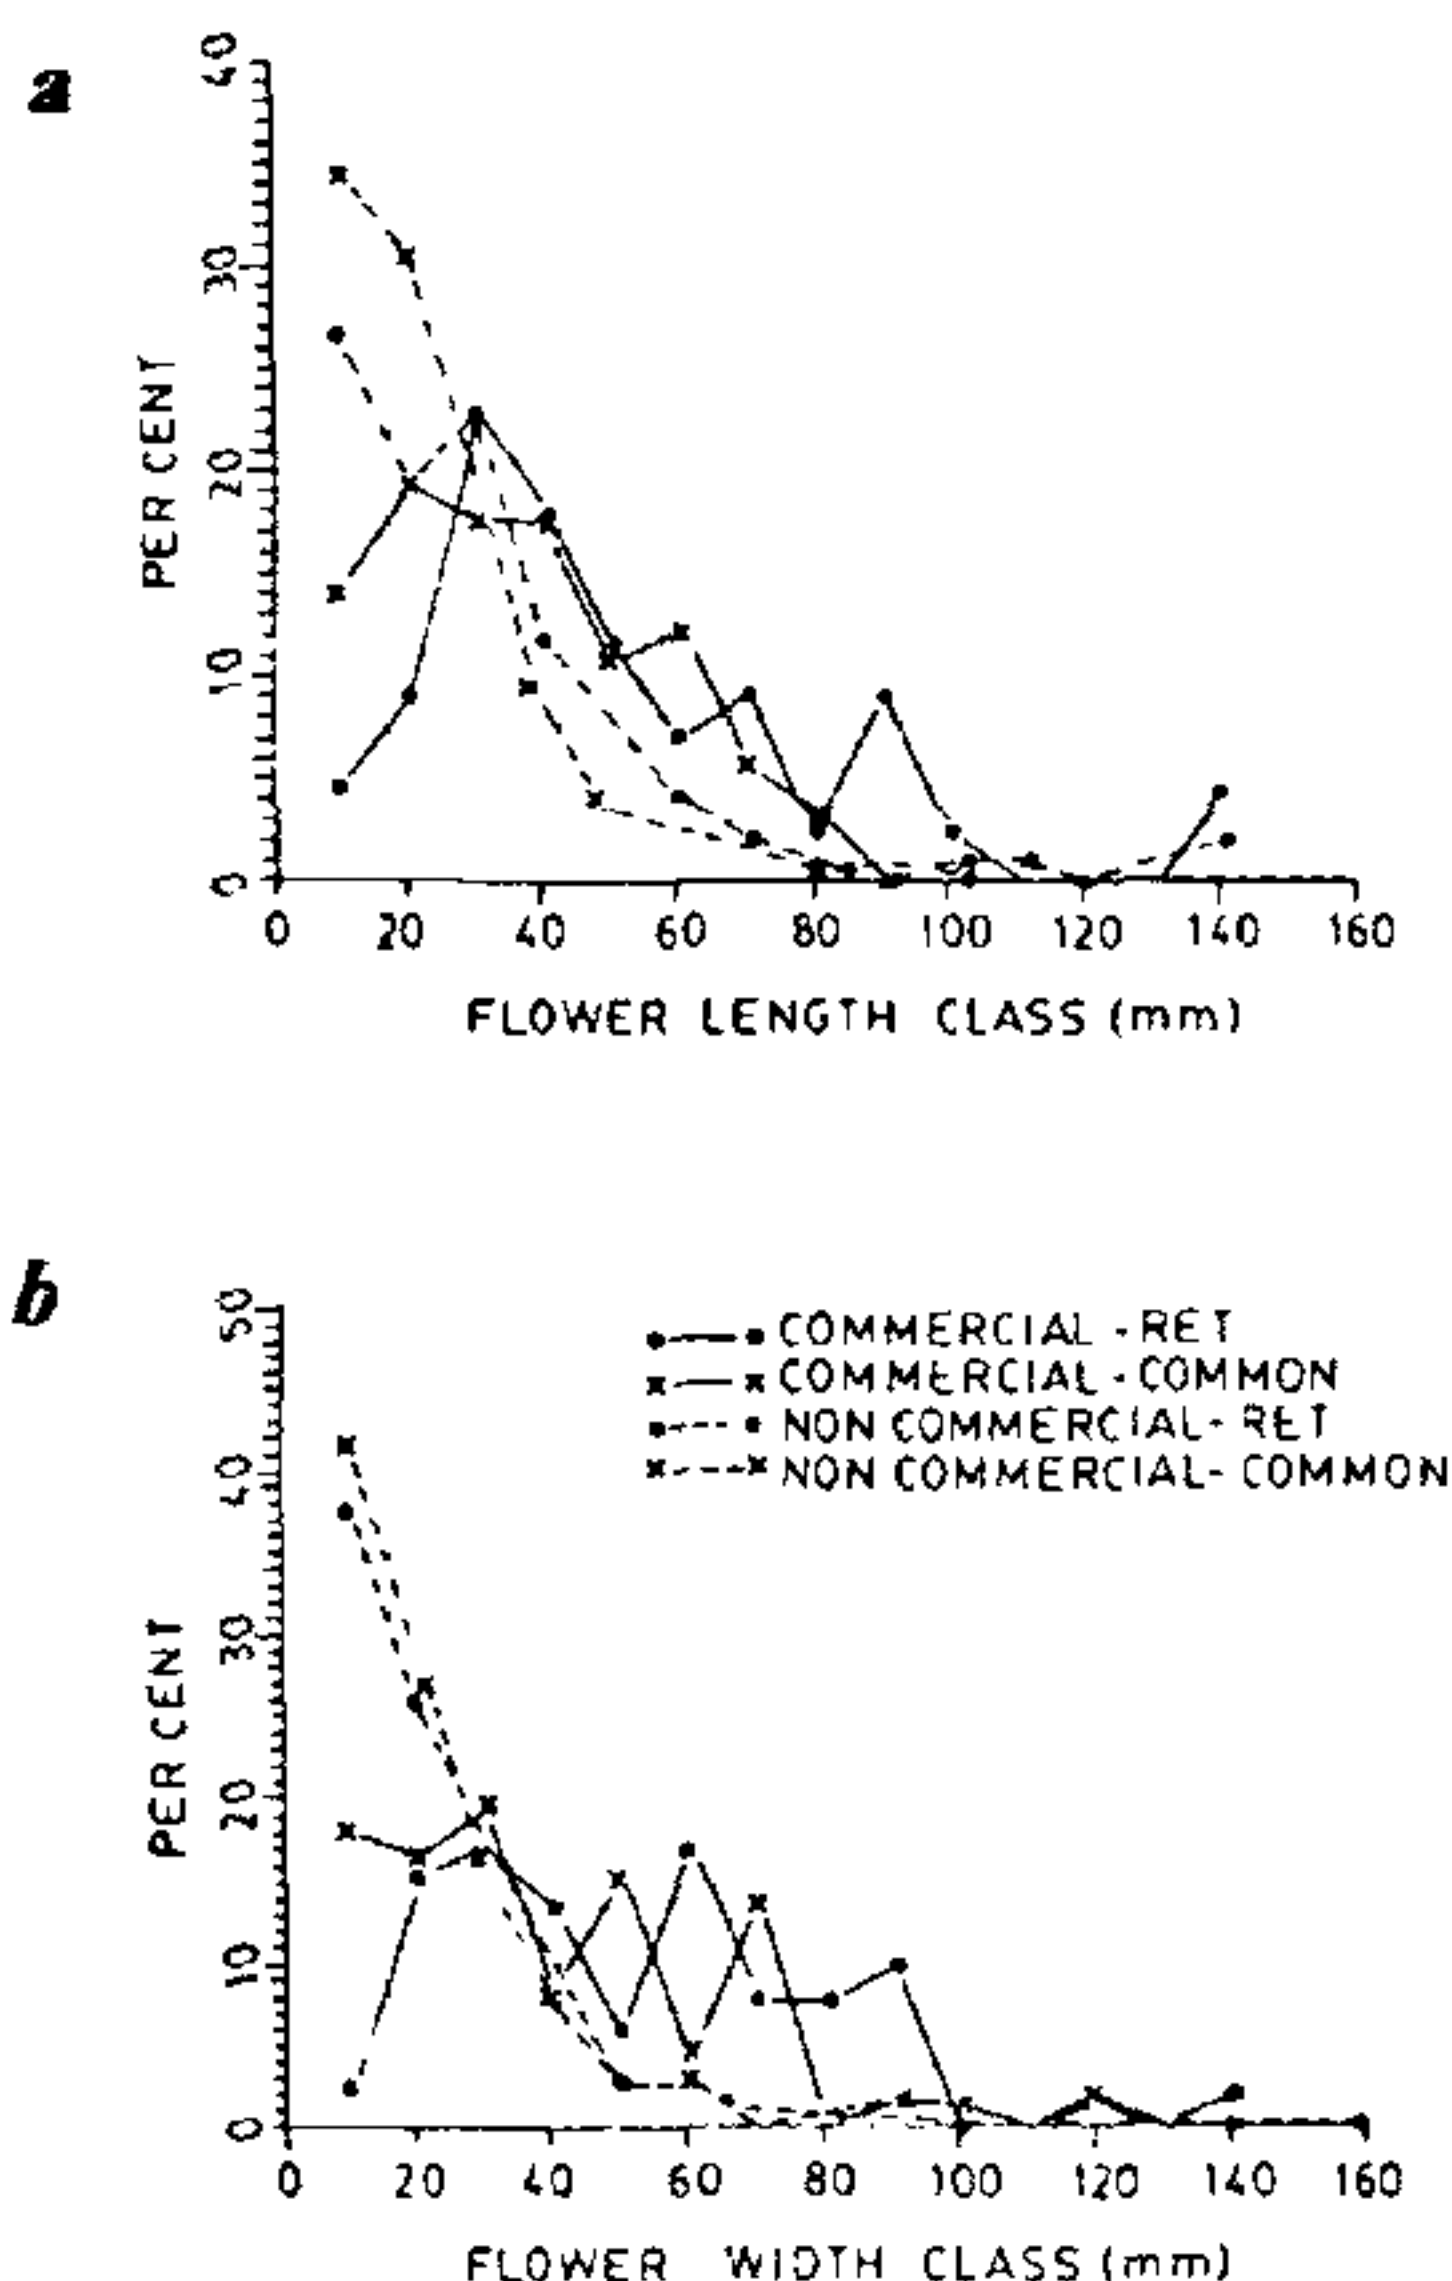 a
40
30
20
10
0
PER CENT
0 20 40 60 80 100 120 140 160
FLOWER LENGTH CLASS (mm)
b
50
40
30
20
10
0
PER CENT
COMMERCIAL - RET
COMMERCIAL - COMMON
NON COMMERCIAL - RET
NON COMMERCIAL - COMMON
0 20 40 60 80 100 120 140 160
FLOWER WIDTH CLASS (mm)